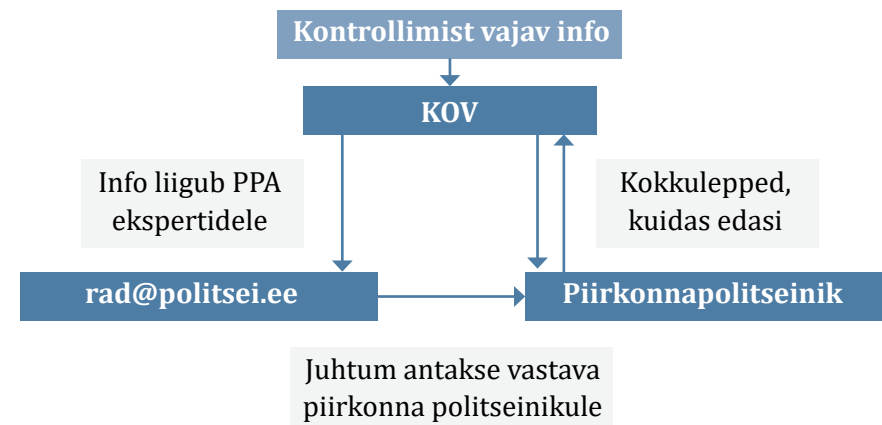 Kontrollimist vajav info
KOV
Info liigub PPA
ekspertidele
Kokkulepped,
kuidas edasi
rad@politsei.ee
Piirkonnapolitseinik
Juhtum antakse vastava
piirkonna politseinikule